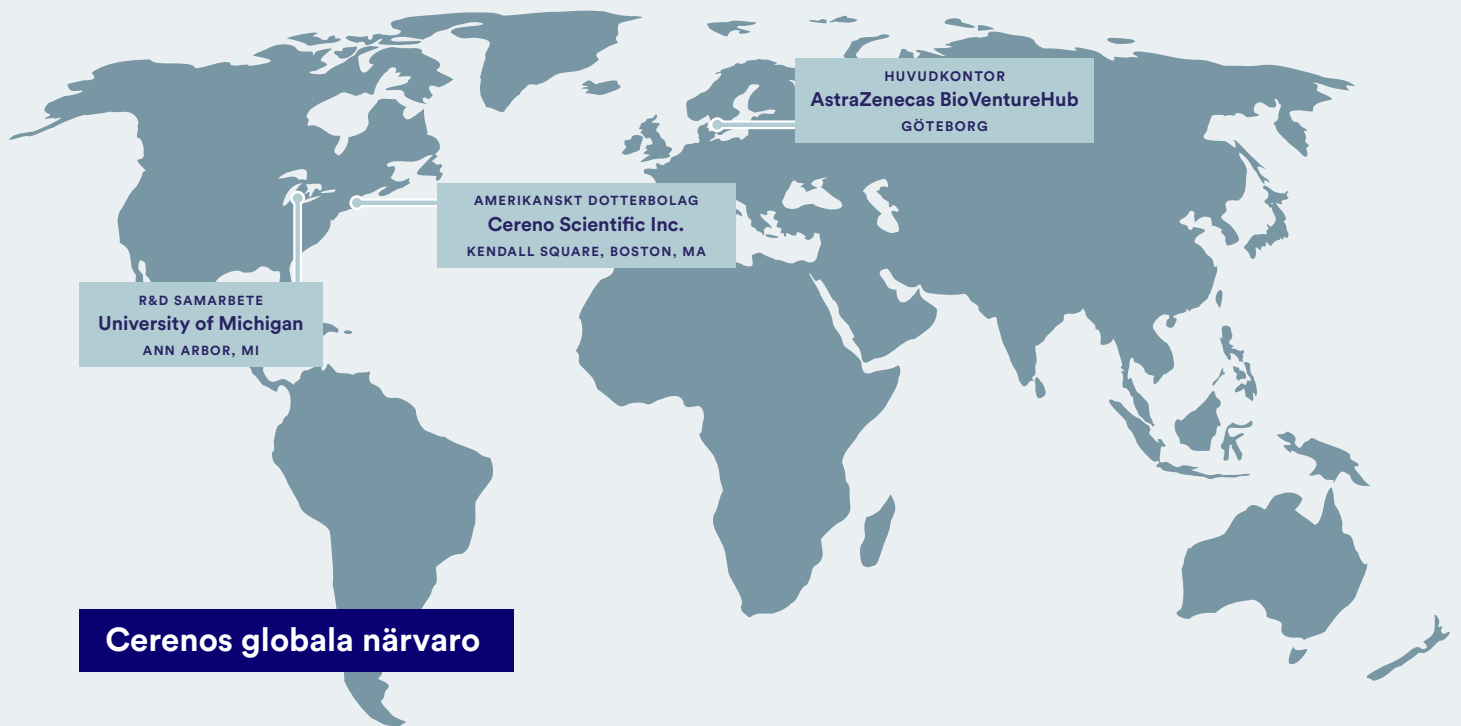 HUVUDKONTOR
AstraZenecas BioVentureHub
GÖTEBORG
AMERIKANSKT DOTTERBOLAG
Cereno Scientific Inc.
KENDALL SQUARE, BOSTON, MA
R&D SAMARBETE
University of Michigan
ANN ARBOR, MI
Cerenos globala närvaro